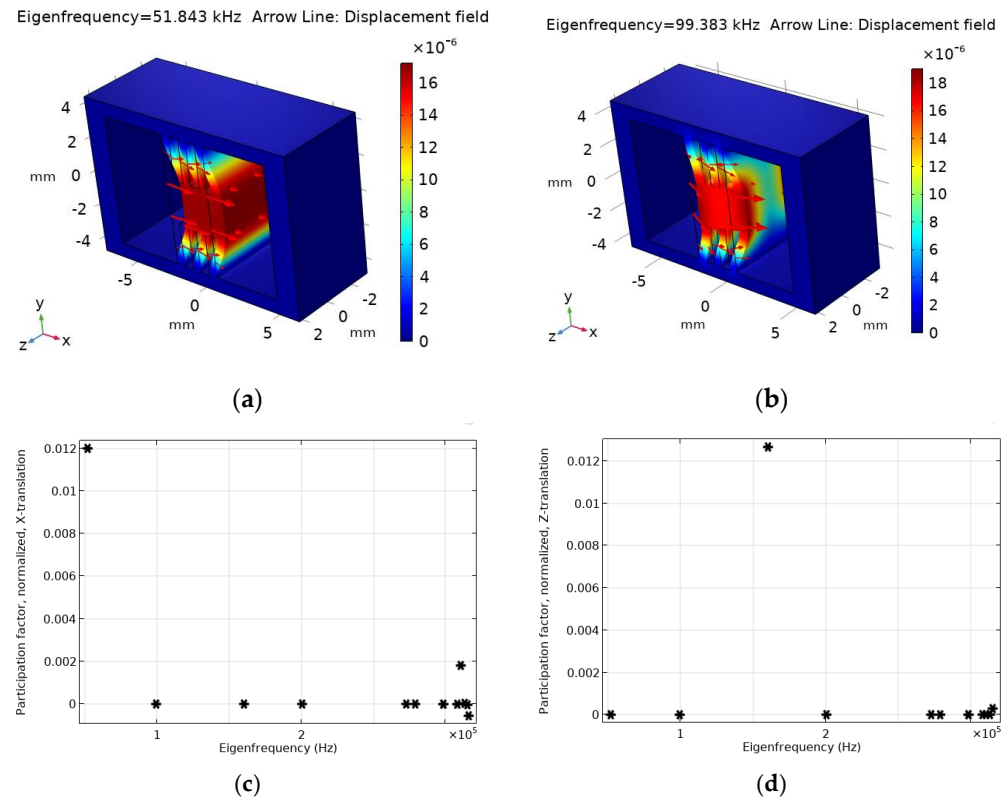 Eigenfrequency=51.843 kHz  Arrow Line: Displacement field
×10⁻⁶
16
14
12
10
8
6
4
2
0
4
2
0
mm
-2
-4
-5
0
mm
5
-2
0
mm
2
y
z
x
(a)
Eigenfrequency=99.383 kHz  Arrow Line: Displacement field
×10⁻⁶
18
16
14
12
10
8
6
4
2
0
4
2
0
mm
-2
-4
-5
0
mm
5
-2
0
mm
2
y
z
x
(b)
Participation factor, normalized, X-translation
0.012
0.01
0.008
0.006
0.004
0.002
0
1
2
×10⁵
Eigenfrequency (Hz)
(c)
Participation factor, normalized, Z-translation
0.012
0.01
0.008
0.006
0.004
0.002
0
1
2
×10⁵
Eigenfrequency (Hz)
(d)